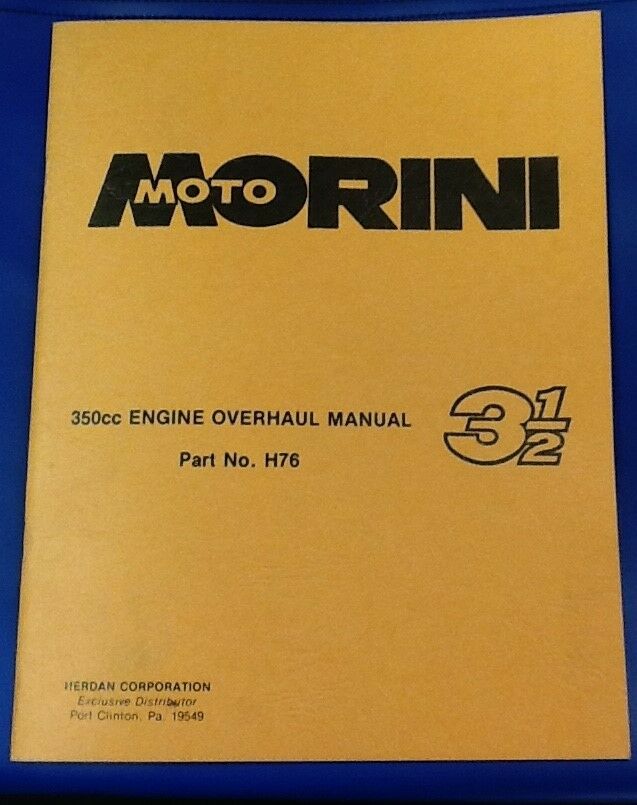 MOTO MORINI
350cc ENGINE OVERHAUL MANUAL
3 1/2
Part No. H76
HERDAN CORPORATION
Exclusive Distributor
Port Clinton, Pa. 19549